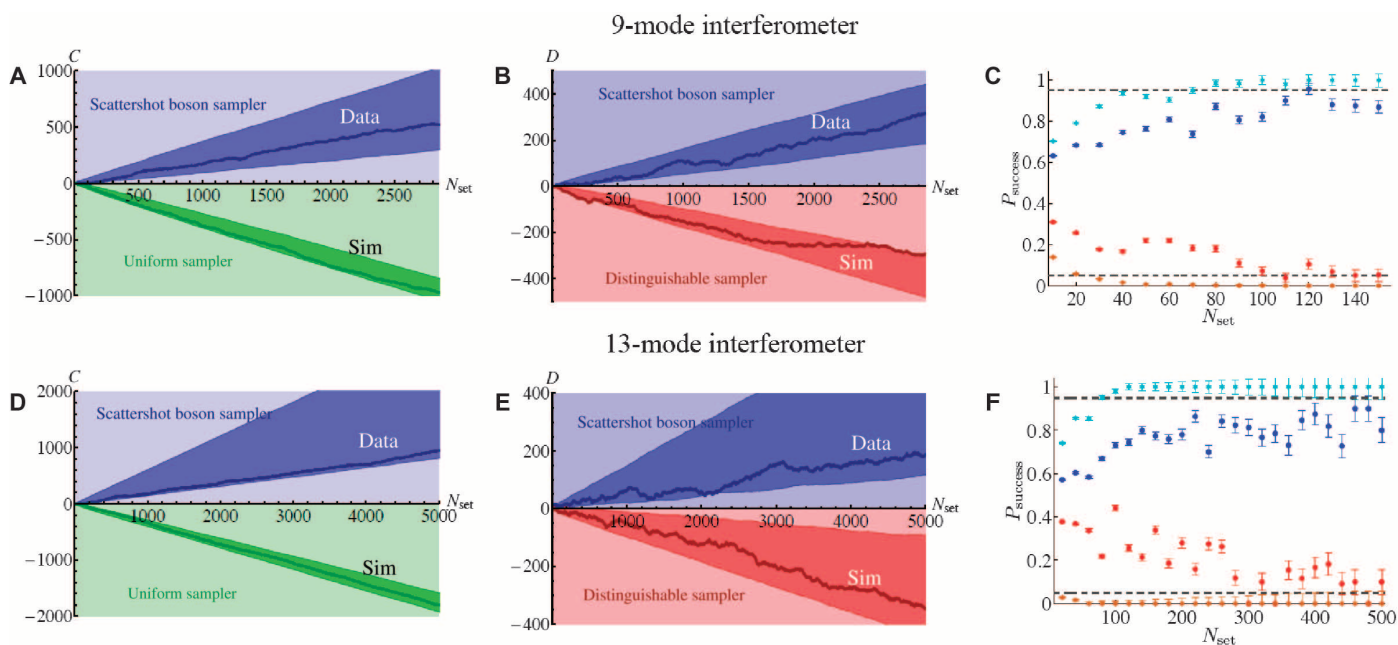 9-mode interferometer
A
C
1000
500
0
−500
−1000
Scattershot boson sampler
Data
N_set
500 1000 1500 2000 2500
Sim
Uniform sampler
B
D
400
200
0
−200
−400
Scattershot boson sampler
Data
N_set
500 1000 1500 2000 2500
Sim
Distinguishable sampler
C
P_success
1
0.8
0.6
0.4
0.2
0
20 40 60 80 100 120 140
N_set
13-mode interferometer
D
C
2000
1000
0
−1000
−2000
Scattershot boson sampler
Data
N_set
1000 2000 3000 4000 5000
Sim
Uniform sampler
E
D
400
200
0
−200
−400
Scattershot boson sampler
Data
N_set
1000 2000 3000 4000 5000
Sim
Distinguishable sampler
F
P_success
1
0.8
0.6
0.4
0.2
0
100 200 300 400 500
N_set